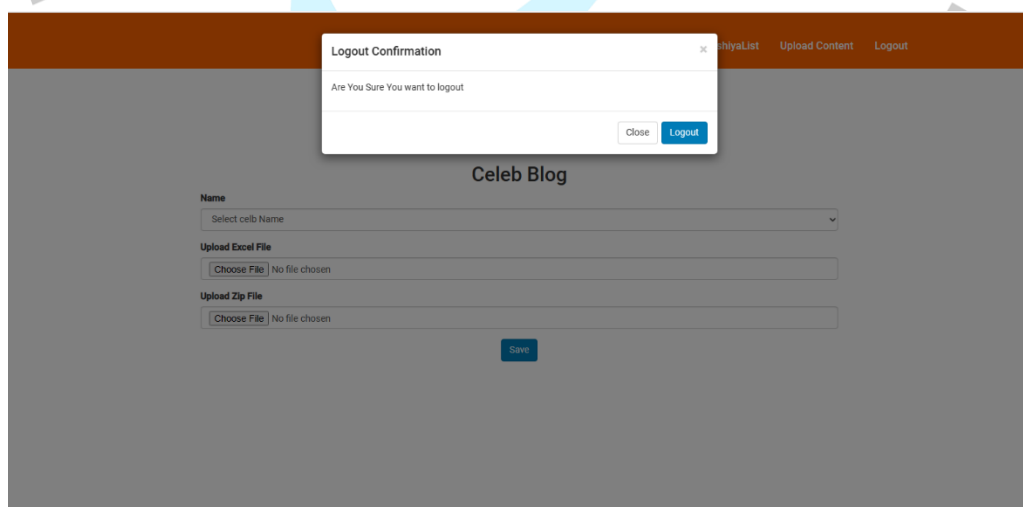 Logout Confirmation ×
shiyaList Upload Content Logout
Are You Sure You want to logout
Close Logout
Celeb Blog
Name
Select celb Name
Upload Excel File
Choose File No file chosen
Upload Zip File
Choose File No file chosen
Save